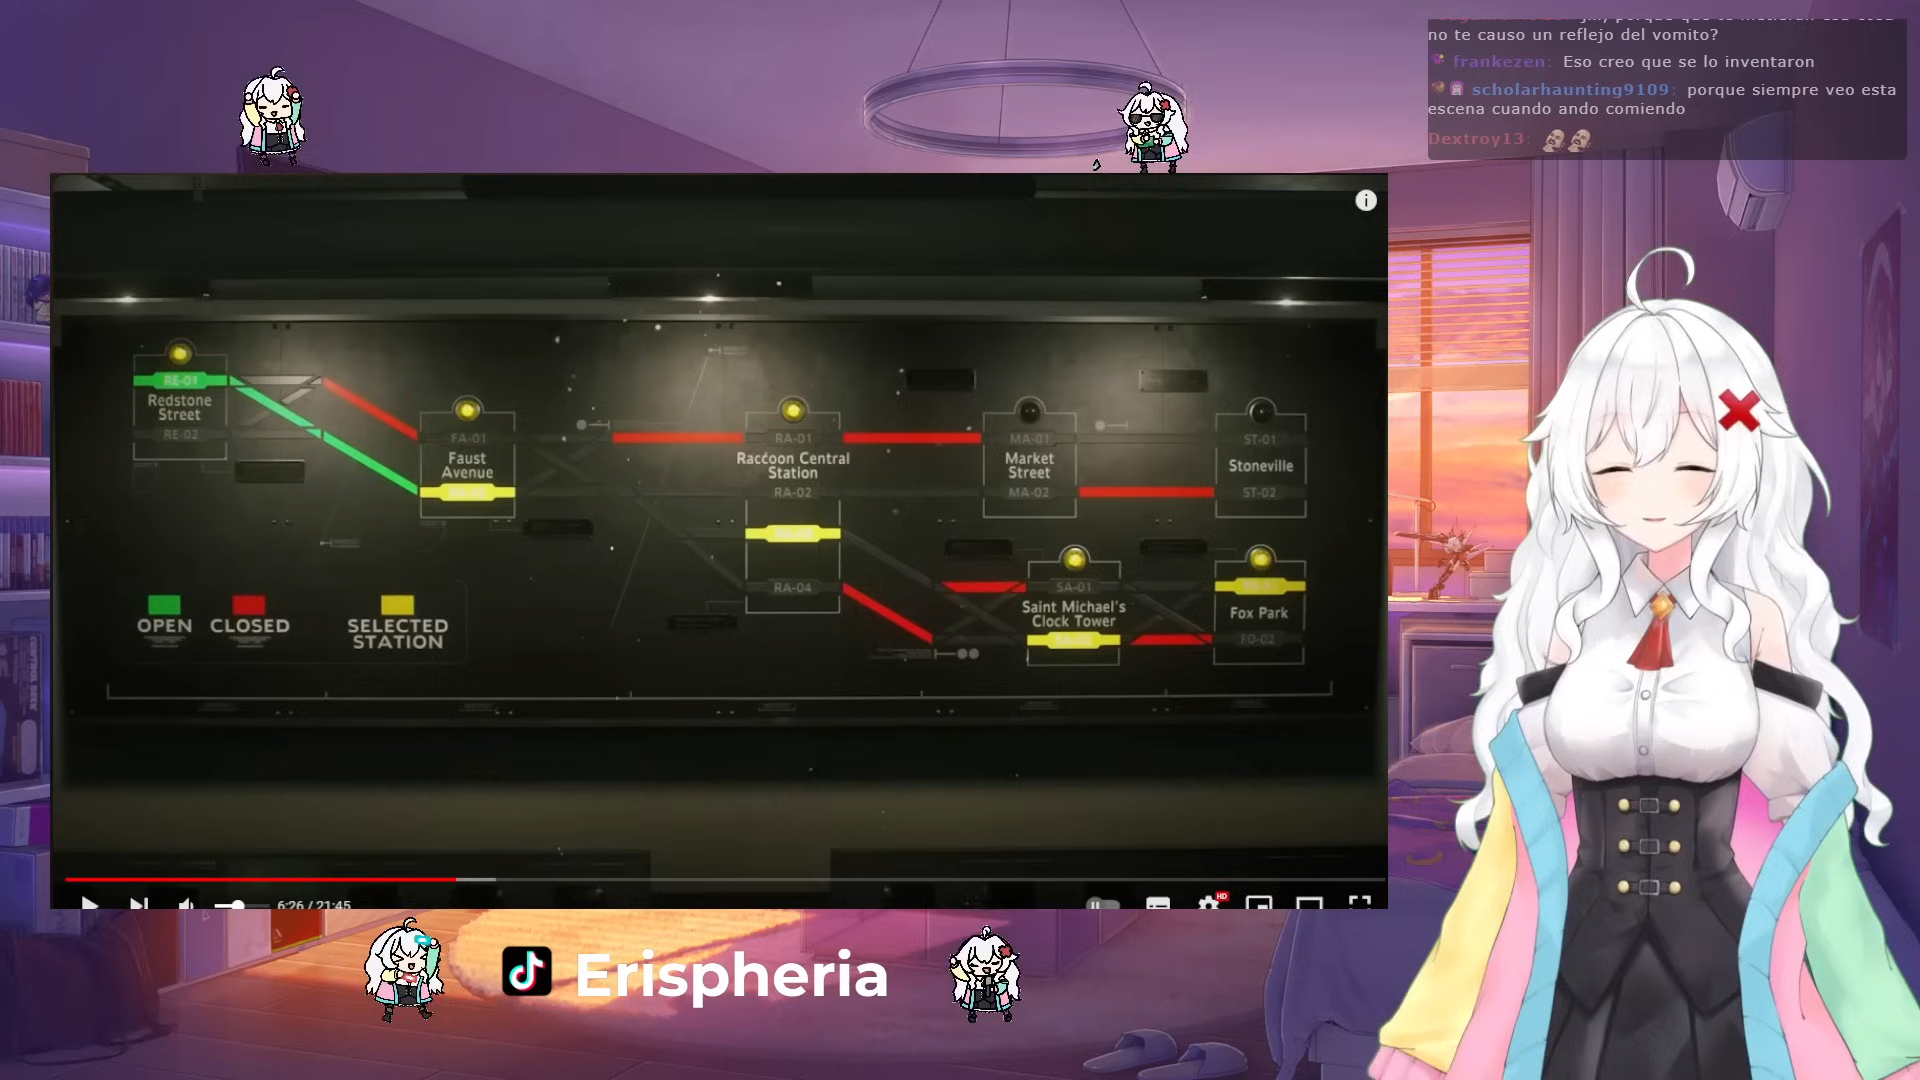 no te causo un reflejo del vomito?
frankezen: Eso creo que se lo inventaron
scholarhaunting9109: porque siempre veo esta
escena cuando ando comiendo
Dextroy13:
RE-01
Redstone
Street
RE-02
FA-01
Faust
Avenue
RA-01
Raccoon Central
Station
RA-02
RA-04
MA-01
Market
Street
MA-02
ST-01
Stoneville
ST-02
SA-01
Saint Michael's
Clock Tower
Fox Park
FO-02
OPEN
CLOSED
SELECTED
STATION
6:26 / 21:45
HD
Erispheria